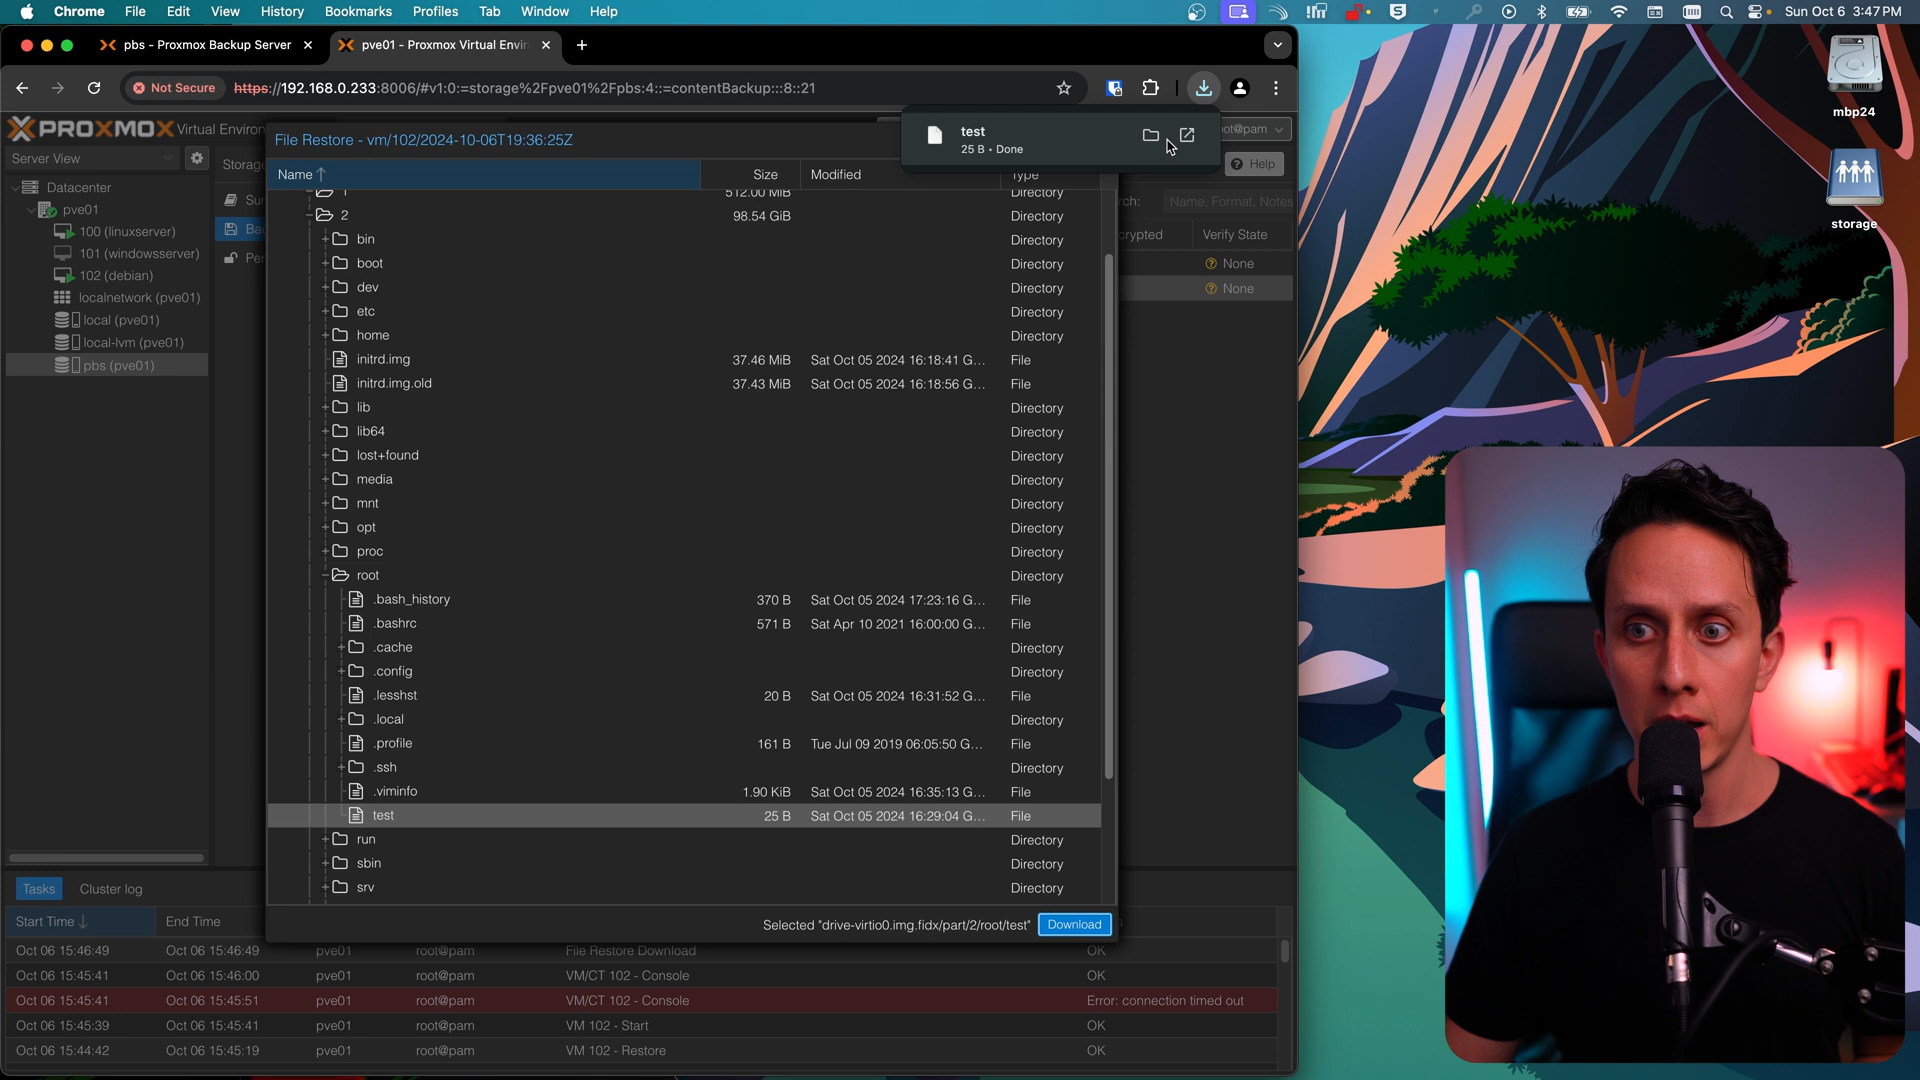 Chrome File Edit View History Bookmarks Profiles Tab Window Help Sun Oct 6 3:47 PM
pbs - Proxmox Backup Server
pve01 - Proxmox Virtual Envir
Not Secure https://192.168.0.233:8006/#v1:0:=storage%2Fpve01%2Fpbs:4::=contentBackup:::8::21
mbp24
storage
test
25 B • Done
PROXMOX Virtual Environ
ot@pam
Server View
Storage
Help
Datacenter
pve01
100 (linuxserver)
101 (windowsserver)
102 (debian)
localnetwork (pve01)
local (pve01)
local-lvm (pve01)
pbs (pve01)
Su
Ba
Per
rch: Name, Format, Notes
crypted Verify State
None
None
File Restore - vm/102/2024-10-06T19:36:25Z
Name Size Modified Type
1 512.00 MiB Directory
2 98.54 GiB Directory
bin Directory
boot Directory
dev Directory
etc Directory
home Directory
initrd.img 37.46 MiB Sat Oct 05 2024 16:18:41 G... File
initrd.img.old 37.43 MiB Sat Oct 05 2024 16:18:56 G... File
lib Directory
lib64 Directory
lost+found Directory
media Directory
mnt Directory
opt Directory
proc Directory
root Directory
.bash_history 370 B Sat Oct 05 2024 17:23:16 G... File
.bashrc 571 B Sat Apr 10 2021 16:00:00 G... File
.cache Directory
.config Directory
.lesshst 20 B Sat Oct 05 2024 16:31:52 G... File
.local Directory
.profile 161 B Tue Jul 09 2019 06:05:50 G... File
.ssh Directory
.viminfo 1.90 KiB Sat Oct 05 2024 16:35:13 G... File
test 25 B Sat Oct 05 2024 16:29:04 G... File
run Directory
sbin Directory
srv Directory
Selected "drive-virtio0.img.fidx/part/2/root/test" Download
Tasks Cluster log
Start Time End Time
Oct 06 15:46:49 Oct 06 15:46:49 pve01 root@pam File Restore Download OK
Oct 06 15:45:41 Oct 06 15:46:00 pve01 root@pam VM/CT 102 - Console OK
Oct 06 15:45:41 Oct 06 15:45:51 pve01 root@pam VM/CT 102 - Console Error: connection timed out
Oct 06 15:45:39 Oct 06 15:45:41 pve01 root@pam VM 102 - Start OK
Oct 06 15:44:42 Oct 06 15:45:19 pve01 root@pam VM 102 - Restore OK